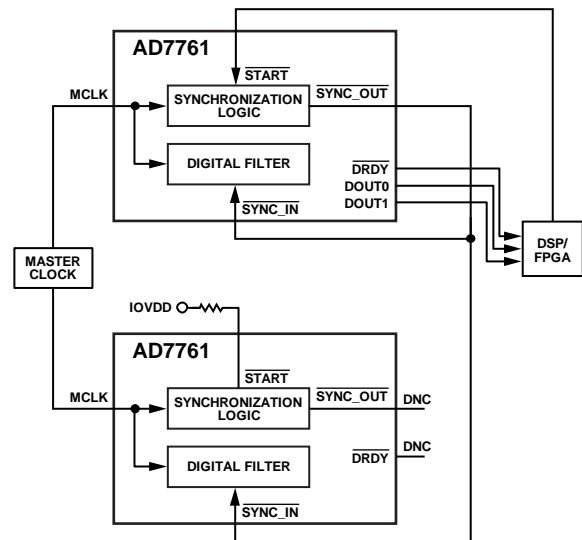 AD7761
START
MCLK
SYNCHRONIZATION
LOGIC
SYNC_OUT
DIGITAL FILTER
DRDY
DOUT0
DOUT1
SYNC_IN
DSP/
FPGA
MASTER
CLOCK
IOVDD
AD7761
START
MCLK
SYNCHRONIZATION
LOGIC
SYNC_OUT
DNC
DIGITAL FILTER
DRDY
DNC
SYNC_IN